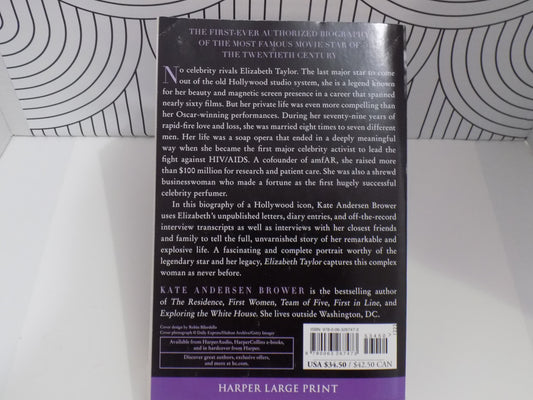 THE FIRST-EVER AUTHORIZED BIOGRAPHY
OF THE MOST FAMOUS MOVIE STAR OF
THE TWENTIETH CENTURY
No celebrity rivals Elizabeth Taylor. The last major star to come
out of the old Hollywood studio system, she is a legend known
for her beauty and magnetic screen presence in a career that spanned
nearly sixty films. But her private life was even more compelling than
her Oscar-winning performances. During her seventy-nine years of
rapid-fire love and loss, she was married eight times to seven different
men. Her life was a soap opera that ended in a deeply meaningful
way when she became the first major celebrity activist to lead the
fight against HIV/AIDS. A cofounder of amfAR, she raised more
than $100 million for research and patient care. She was also a shrewd
businesswoman who made a fortune as the first hugely successful
celebrity perfumer.
In this biography of a Hollywood icon, Kate Andersen Brower
uses Elizabeth's unpublished letters, diary entries, and off-the-record
interview transcripts as well as interviews with her closest friends
and family to tell the full, unvarnished story of her remarkable and
explosive life. A fascinating and complete portrait worthy of the
legendary star and her legacy, Elizabeth Taylor captures this complex
woman as never before.
KATE ANDERSEN BROWER is the bestselling author
of The Residence, First Women, Team of Five, First in Line, and
Exploring the White House. She lives outside Washington, DC.
Cover design by Robin Bilardello
Cover photograph © Daily Express/Hulton Archive/Getty Images
Available from HarperAudio, HarperCollins e-books,
and in hardcover from Harper.
Discover great authors, exclusive offers,
and more at hc.com.
USA $34.50 / $42.50 CAN
HARPER LARGE PRINT